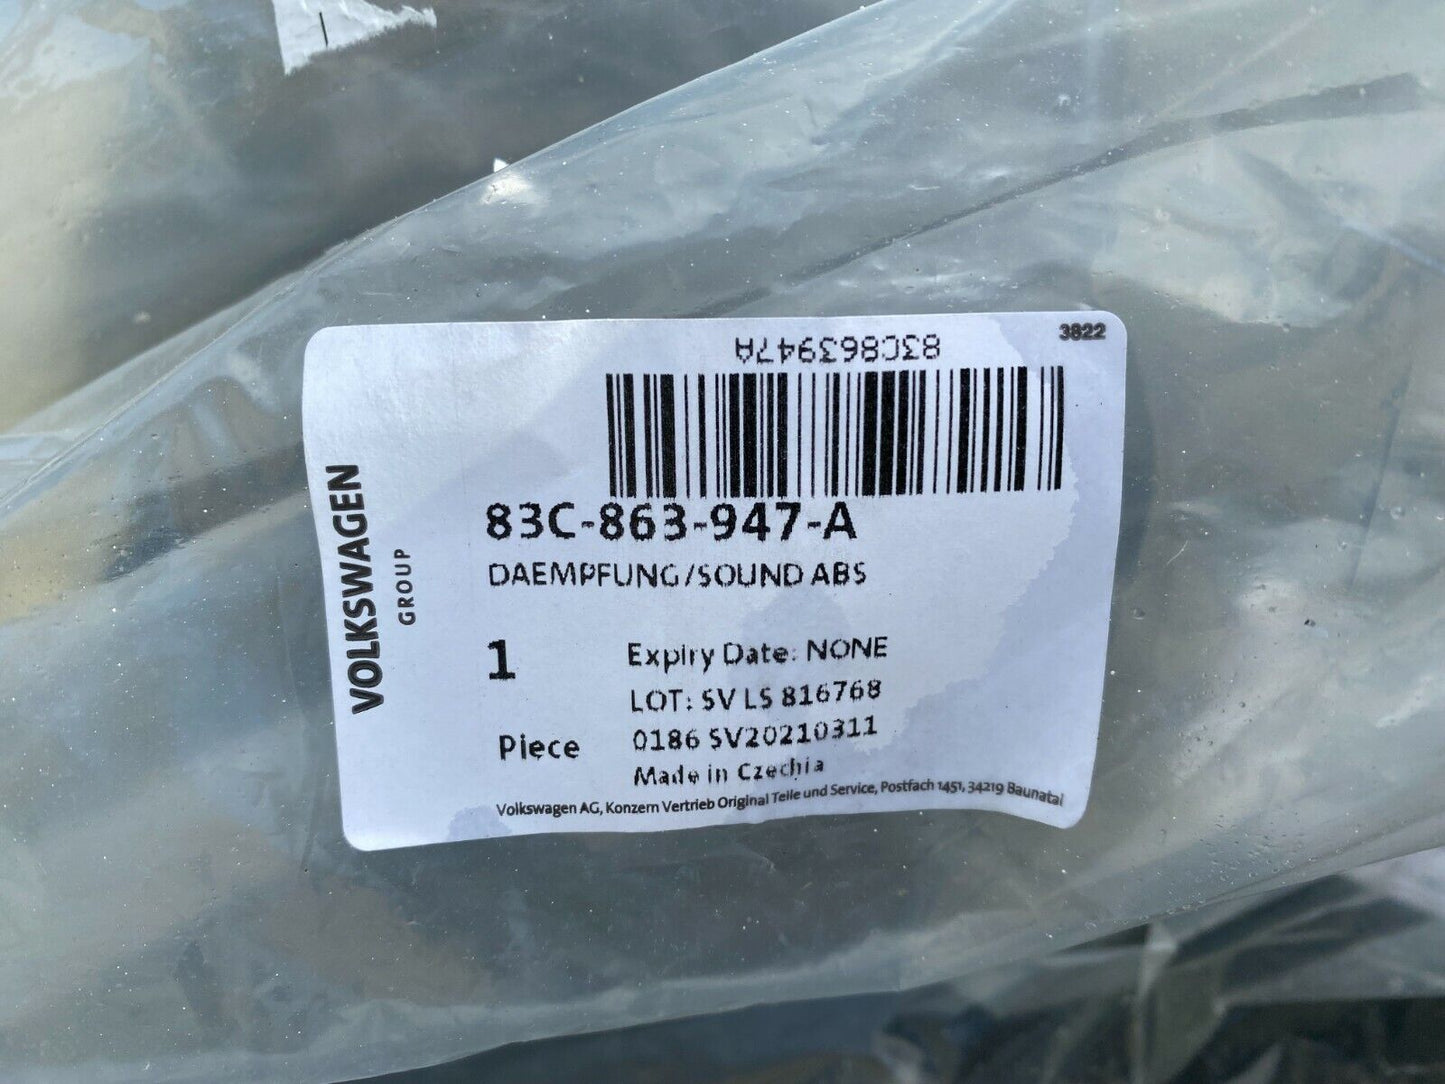 3822
83C863947A
83C-863-947-A
DAEMPFUNG/SOUND ABS
VOLKSWAGEN
GROUP
1
Piece
Expiry Date: NONE
LOT: SV LS 816768
0186 SV20210311
Made in Czechia
Volkswagen AG, Konzern Vertrieb Original Teile und Service, Postfach 1451, 34219 Baunatal